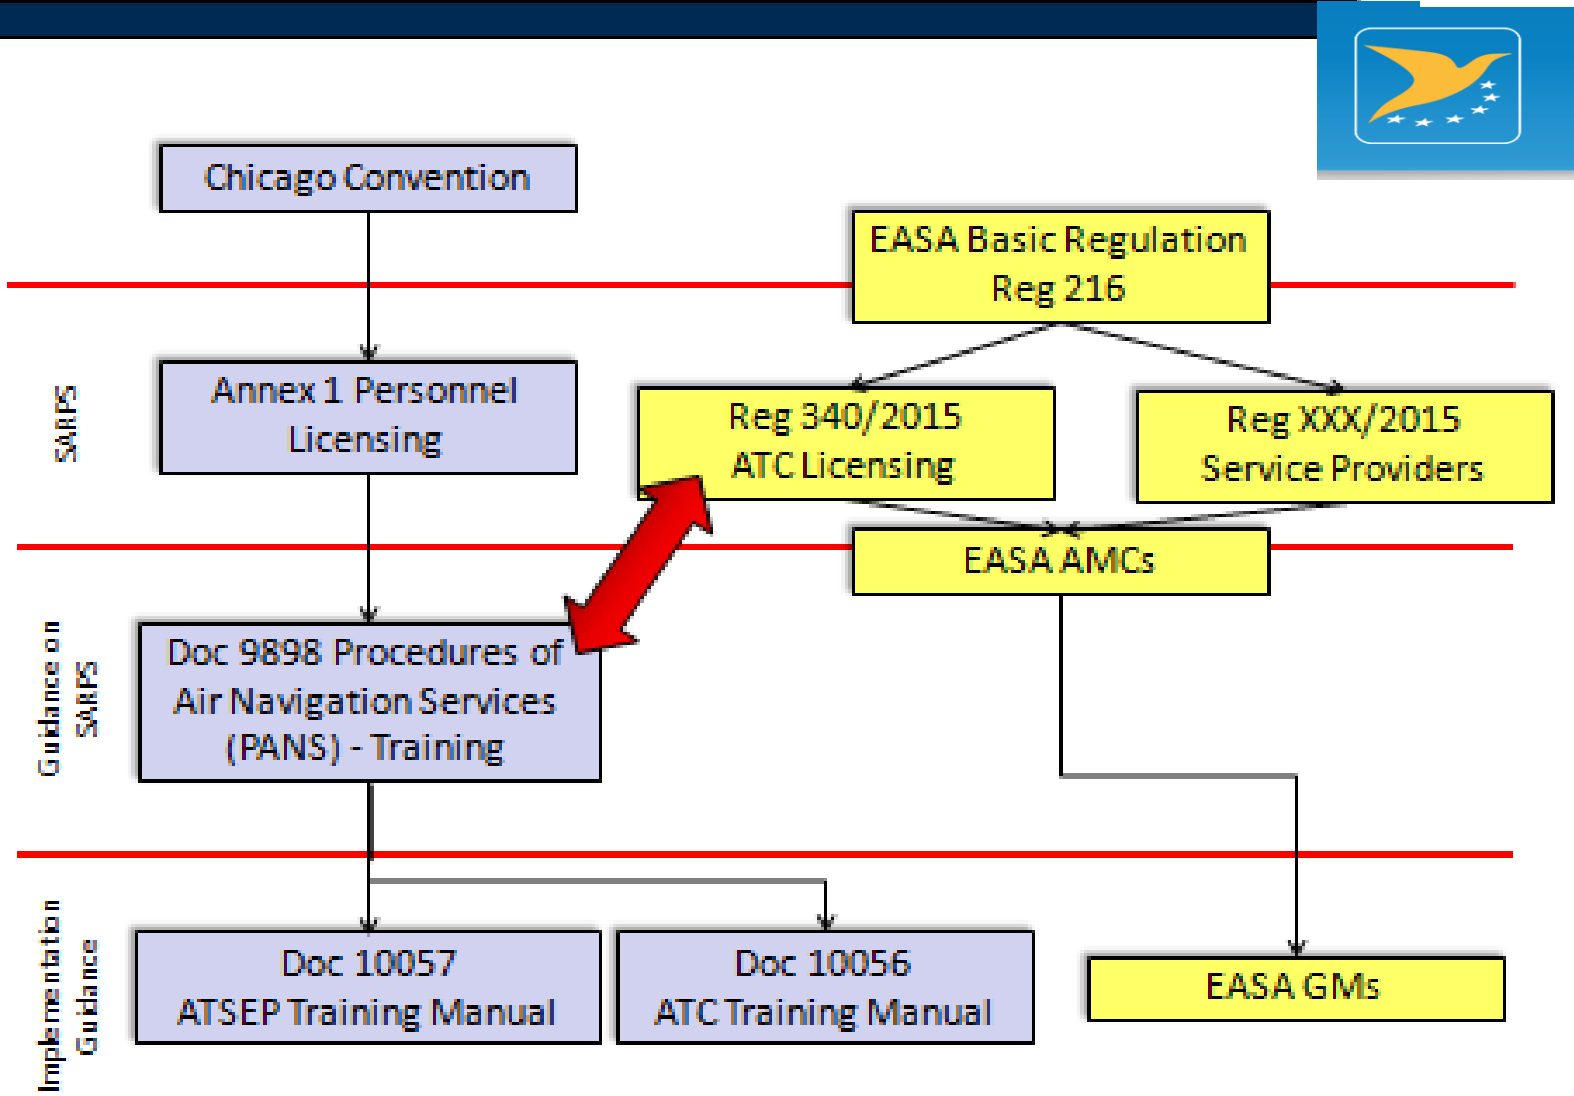 Chicago Convention
EASA Basic Regulation
Reg 216
SARPS
Annex 1 Personnel
Licensing
Reg 340/2015
ATC Licensing
Reg XXX/2015
Service Providers
EASA AMCs
Guidance on
SARPS
Doc 9898 Procedures of
Air Navigation Services
(PANS) - Training
Implementation
Guidance
Doc 10057
ATSEP Training Manual
Doc 10056
ATC Training Manual
EASA GMs